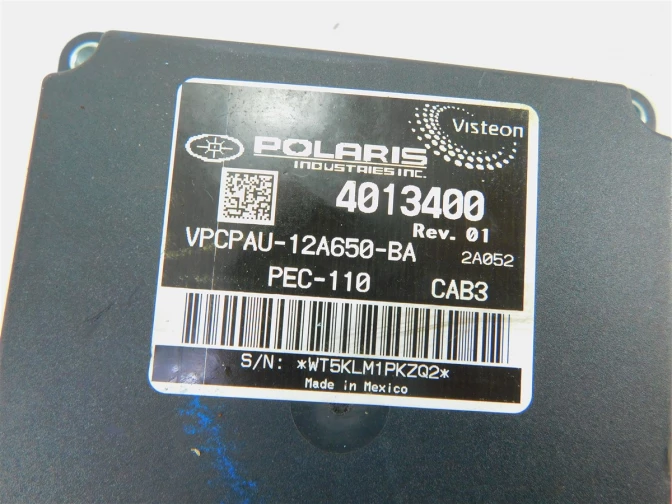 Visteon
POLARIS
INDUSTRIES INC.
4013400
Rev. 01
VPCPAU-12A650-BA 2A052
PEC-110 CAB3
S/N: *WT5KLM1PKZQ2*
Made in Mexico